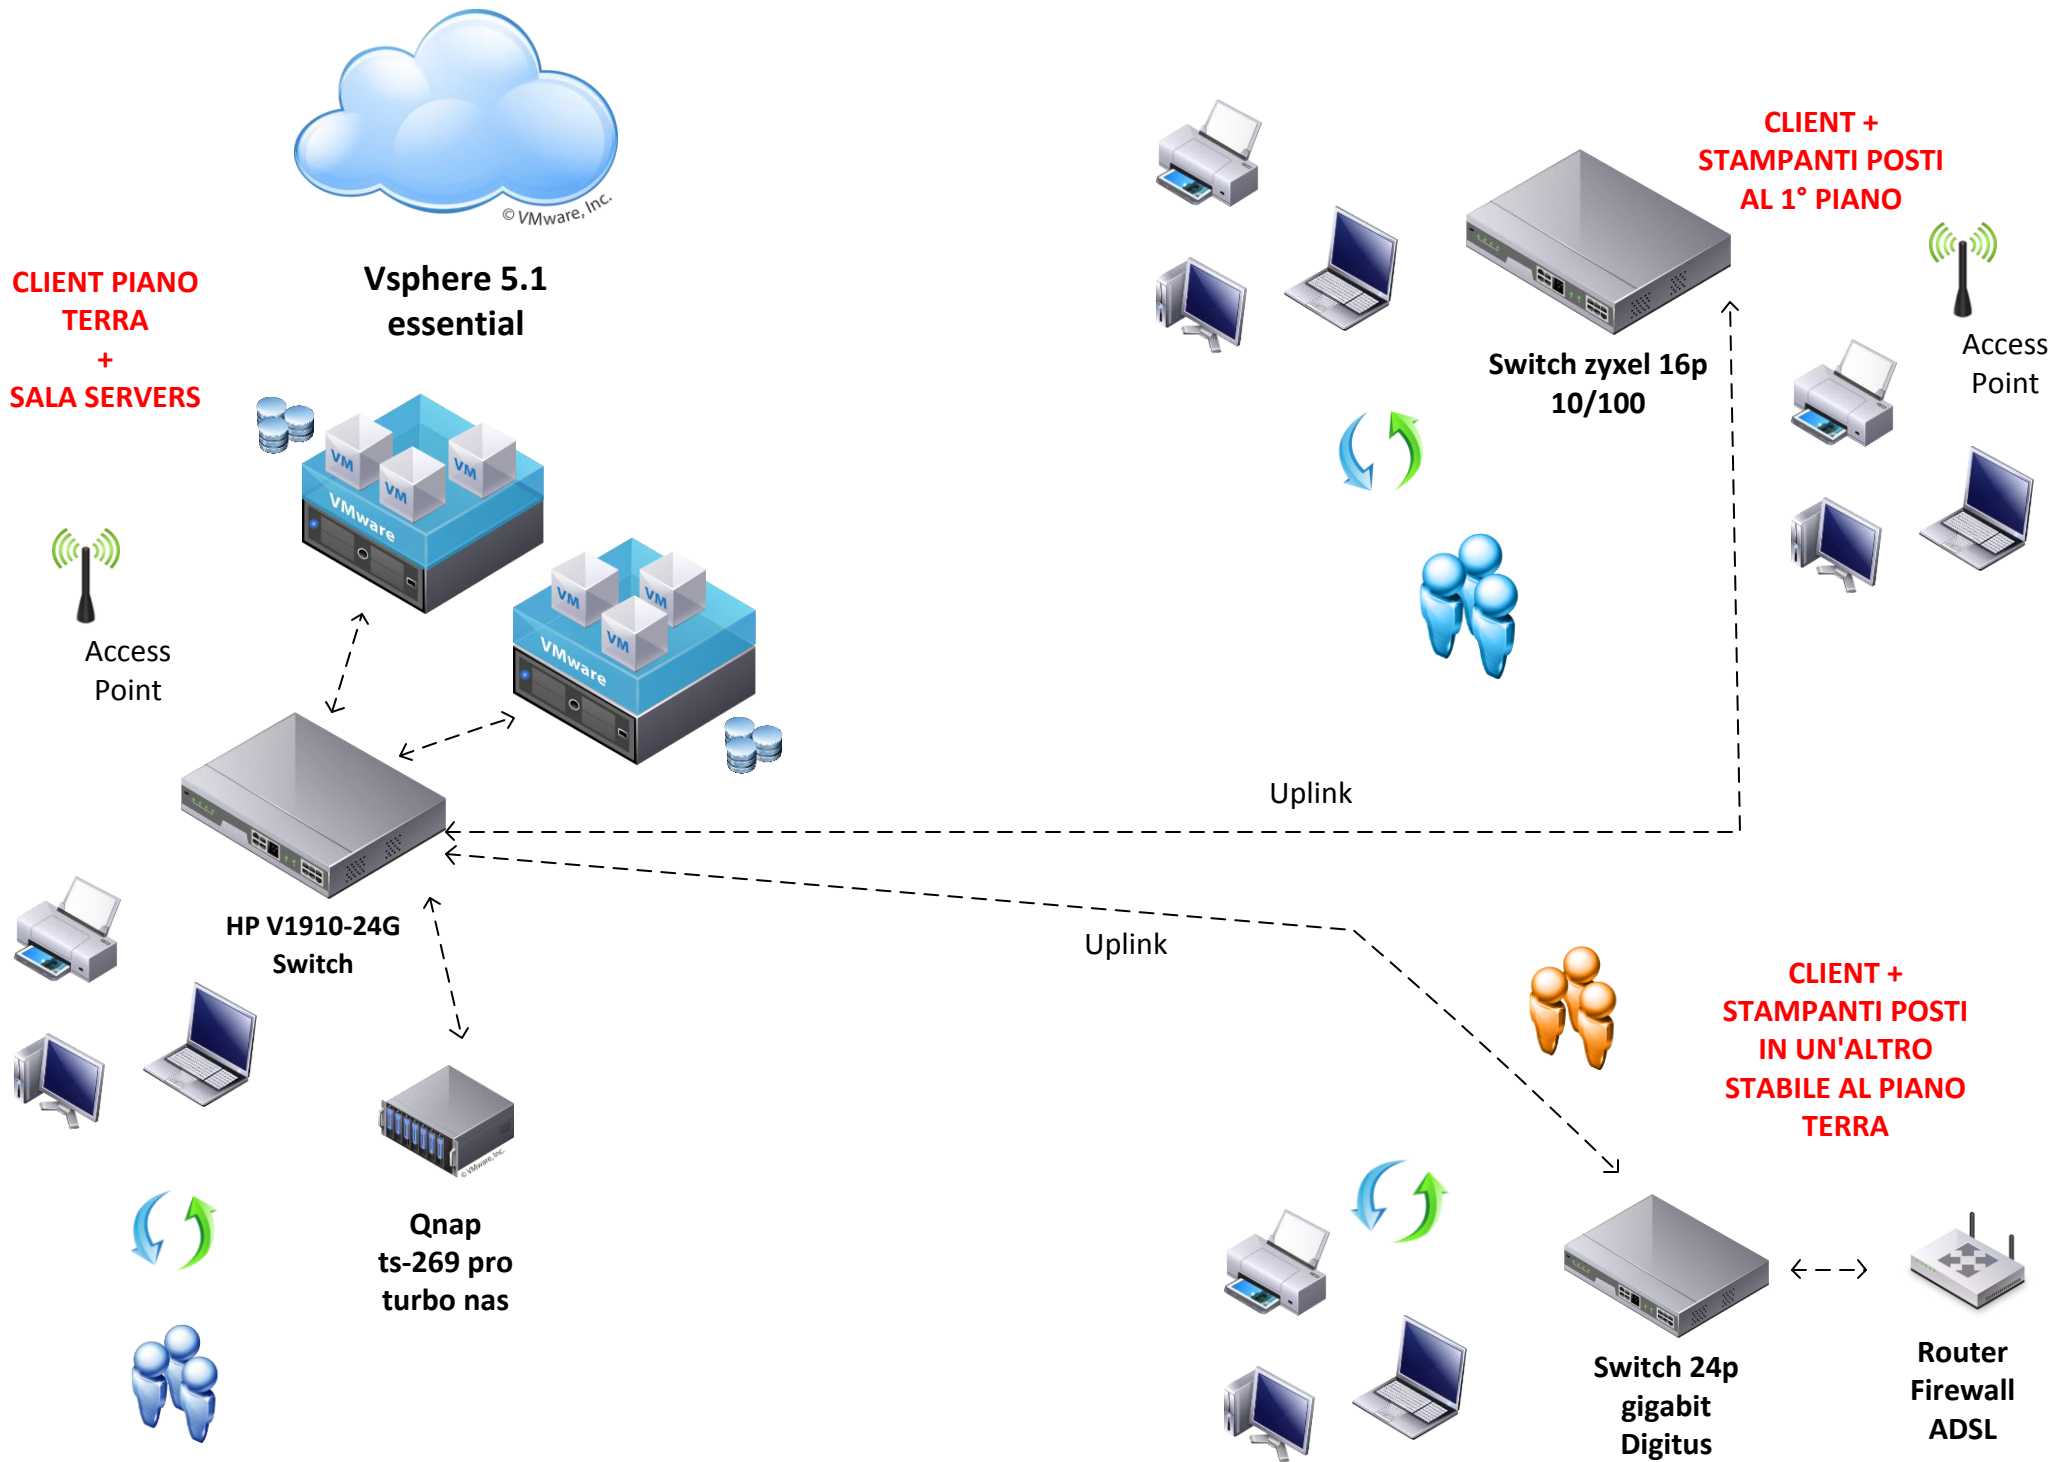 © VMware, Inc.
Vsphere 5.1
essential
CLIENT PIANO
TERRA
+
SALA SERVERS
VM
VM
VM
VMware
VM
VM
VM
VMware
Access
Point
HP V1910-24G
Switch
© VMware, Inc.
Qnap
ts-269 pro
turbo nas
CLIENT +
STAMPANTI POSTI
AL 1° PIANO
Switch zyxel 16p
10/100
Access
Point
Uplink
Uplink
CLIENT +
STAMPANTI POSTI
IN UN'ALTRO
STABILE AL PIANO
TERRA
Switch 24p
gigabit
Digitus
Router
Firewall
ADSL